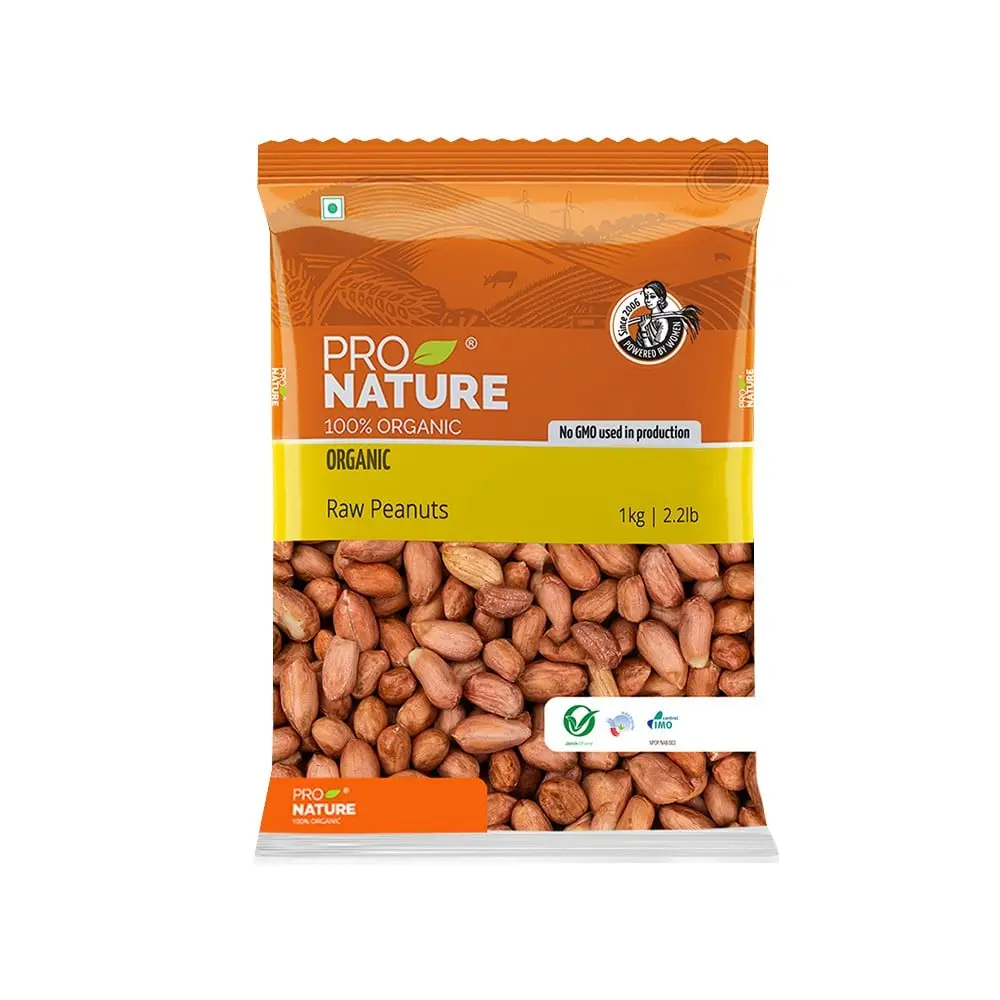 Since 2006
POWERED BY WOMEN
PRO ®
NATURE
100% ORGANIC
No GMO used in production
ORGANIC
Raw Peanuts
1kg | 2.2lb
PRO
NATURE
PRO
NATURE
control
IMO
PRO ®
NATURE
100% ORGANIC